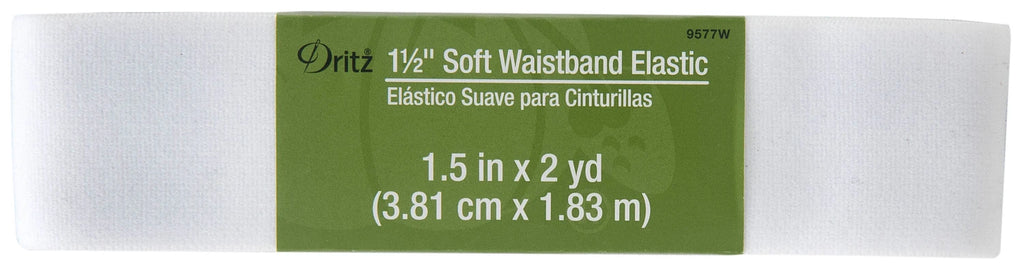 9577W
Dritz® 1½" Soft Waistband Elastic
Elástico Suave para Cinturillas
1.5 in x 2 yd
(3.81 cm x 1.83 m)